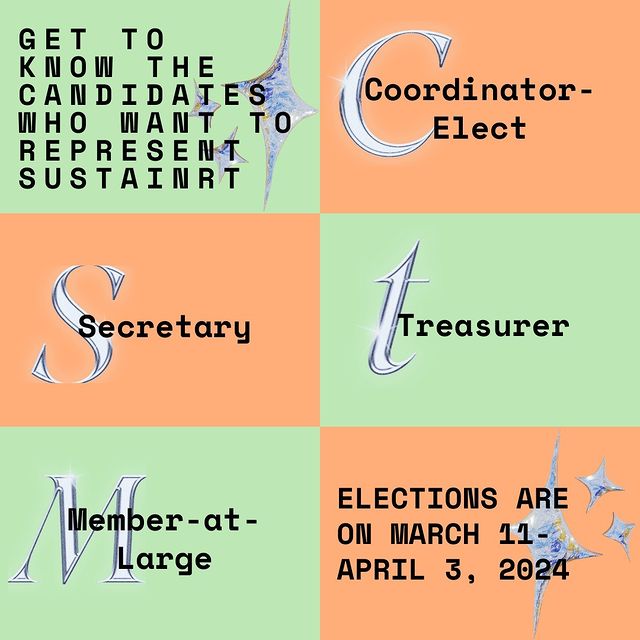 GET TO
KNOW THE
CANDIDATES
WHO WANT TO
REPRESENT
SUSTAINRT
C
Coordinator-
Elect
S
Secretary
t
Treasurer
M
Member-at-
Large
ELECTIONS ARE
ON MARCH 11-
APRIL 3, 2024